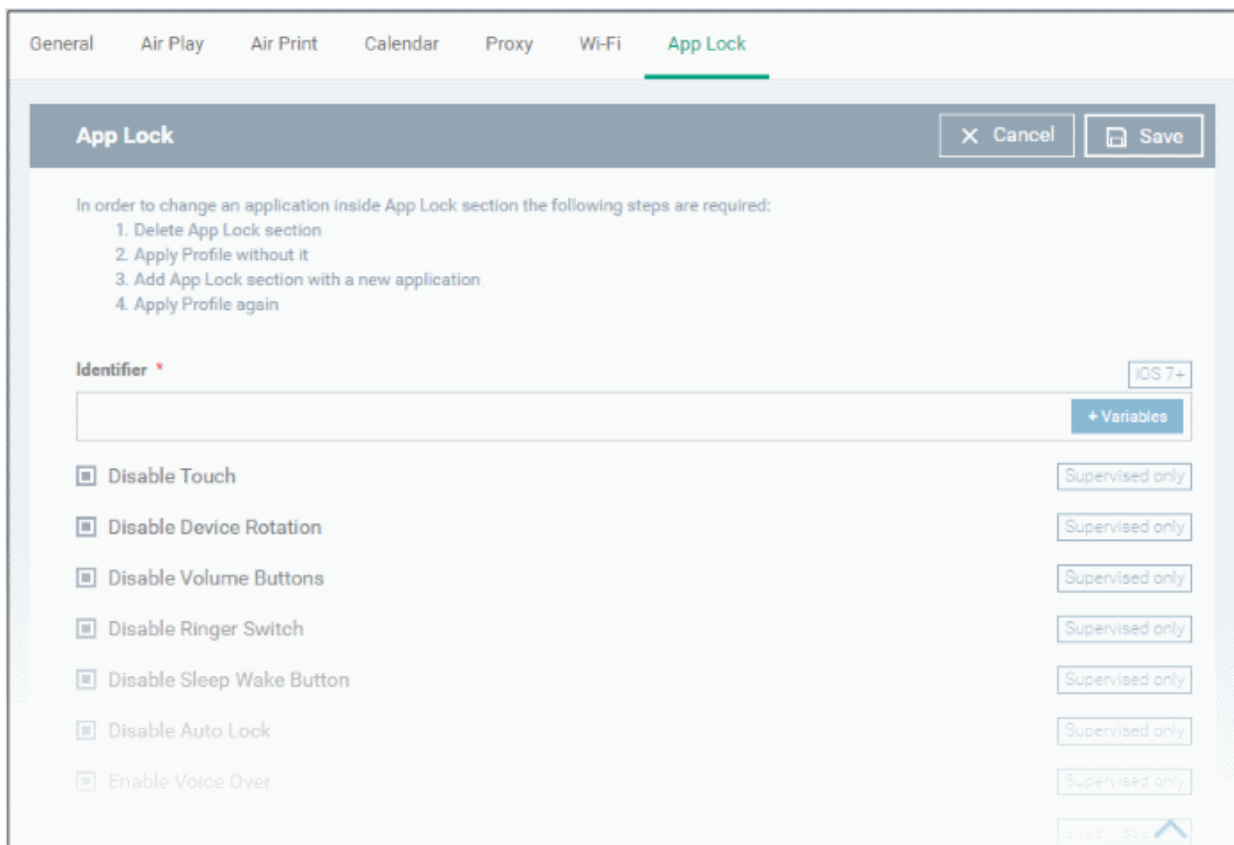 General Air Play Air Print Calendar Proxy Wi-Fi App Lock
App Lock Cancel Save
In order to change an application inside App Lock section the following steps are required:
1. Delete App Lock section
2. Apply Profile without it
3. Add App Lock section with a new application
4. Apply Profile again
Identifier * iOS 7+
+ Variables
Disable Touch Supervised only
Disable Device Rotation Supervised only
Disable Volume Buttons Supervised only
Disable Ringer Switch Supervised only
Disable Sleep Wake Button Supervised only
Disable Auto Lock Supervised only
Enable Voice Over Supervised only